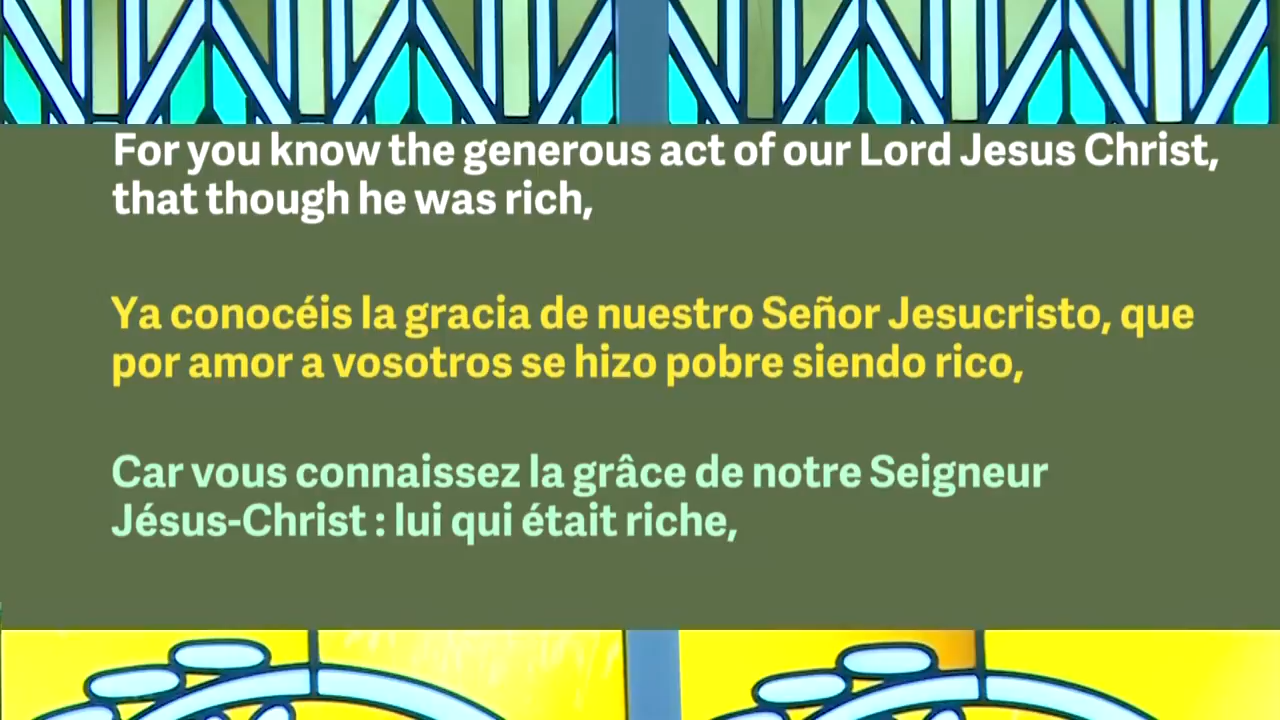 For you know the generous act of our Lord Jesus Christ,
that though he was rich,
Ya conocéis la gracia de nuestro Señor Jesucristo, que
por amor a vosotros se hizo pobre siendo rico,
Car vous connaissez la grâce de notre Seigneur
Jésus-Christ : lui qui était riche,